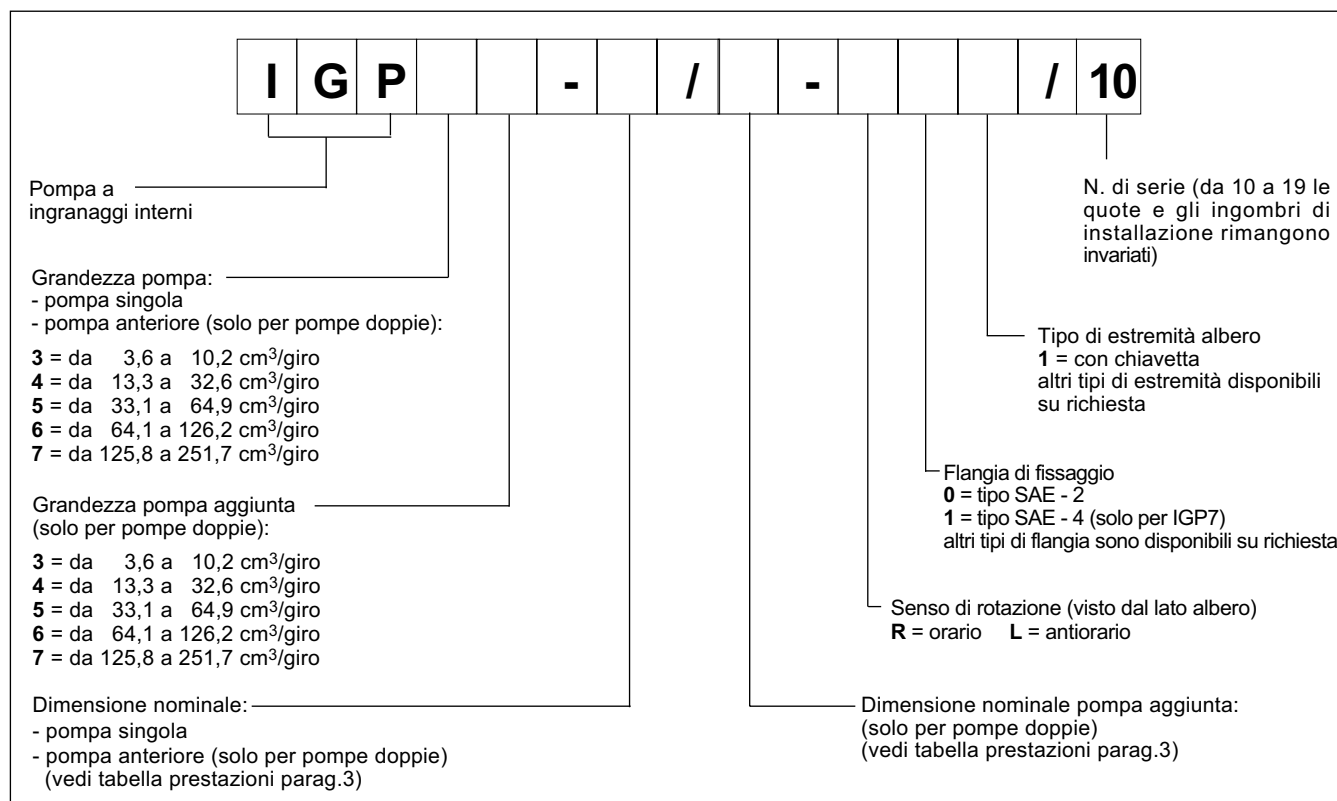 I G P - / - / 10
Pompa a
ingranaggi interni
Grandezza pompa:
- pompa singola
- pompa anteriore (solo per pompe doppie):
3 = da 3,6 a 10,2 cm3/giro
4 = da 13,3 a 32,6 cm3/giro
5 = da 33,1 a 64,9 cm3/giro
6 = da 64,1 a 126,2 cm3/giro
7 = da 125,8 a 251,7 cm3/giro
Grandezza pompa aggiunta
(solo per pompe doppie):
3 = da 3,6 a 10,2 cm3/giro
4 = da 13,3 a 32,6 cm3/giro
5 = da 33,1 a 64,9 cm3/giro
6 = da 64,1 a 126,2 cm3/giro
7 = da 125,8 a 251,7 cm3/giro
Dimensione nominale:
- pompa singola
- pompa anteriore (solo per pompe doppie)
(vedi tabella prestazioni parag.3)
N. di serie (da 10 a 19 le
quote e gli ingombri di
installazione rimangono
invariati)
Tipo di estremità albero
1 = con chiavetta
altri tipi di estremità disponibili
su richiesta
Flangia di fissaggio
0 = tipo SAE - 2
1 = tipo SAE - 4 (solo per IGP7)
altri tipi di flangia sono disponibili su richiesta
Senso di rotazione (visto dal lato albero)
R = orario L = antiorario
Dimensione nominale pompa aggiunta:
(solo per pompe doppie)
(vedi tabella prestazioni parag.3)